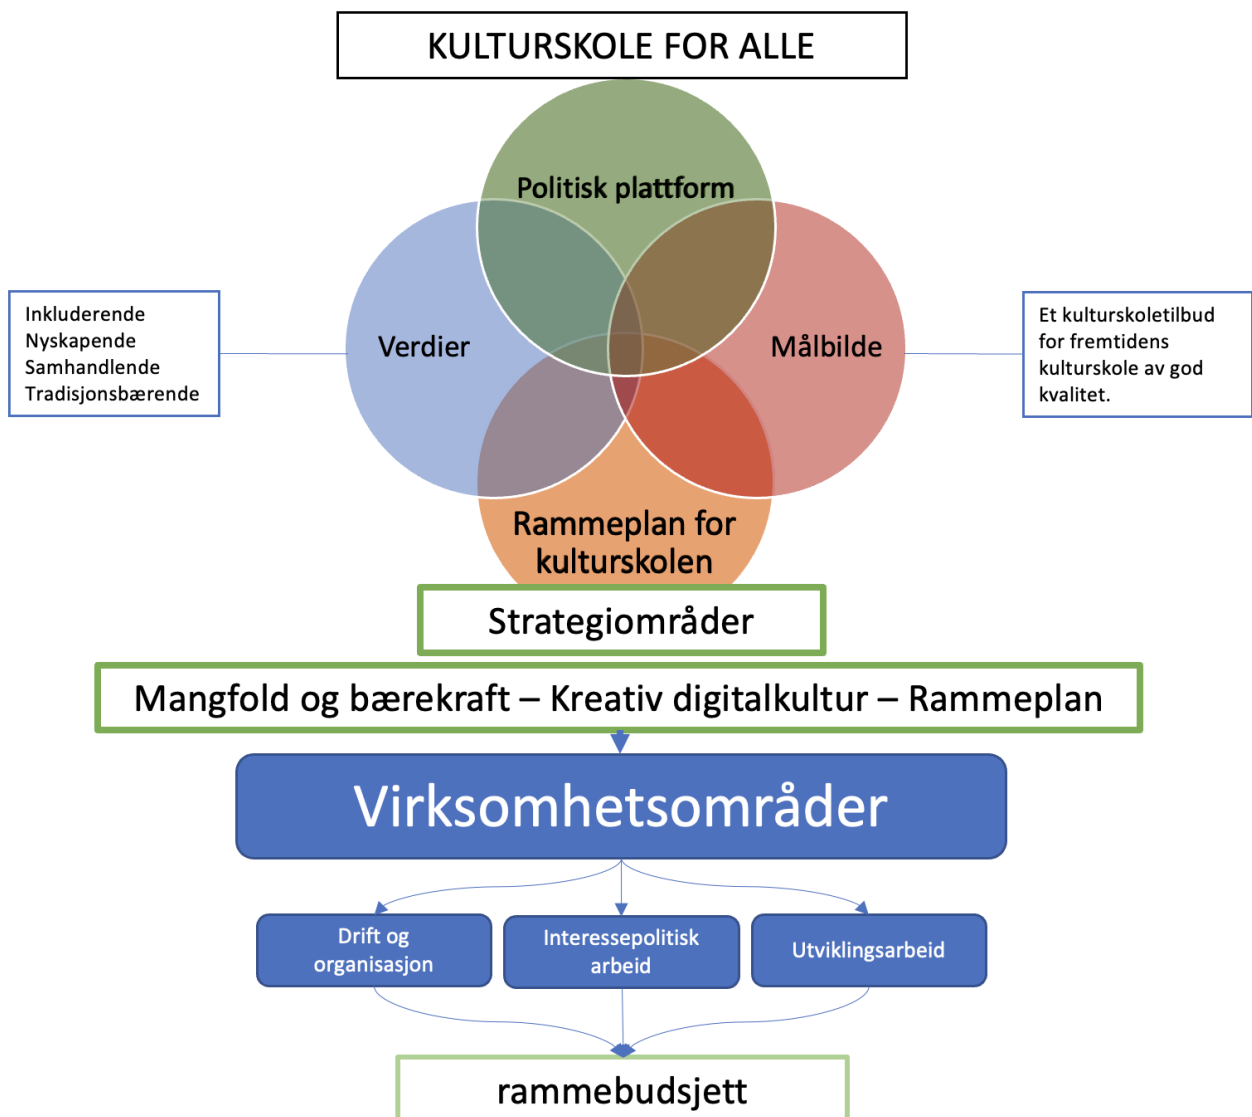 KULTURSKOLE FOR ALLE
Politisk plattform
Inkluderende
Nyskapende
Samhandlende
Tradisjonsbærende
Verdier
Målbilde
Et kulturskoletilbud
for fremtidens
kulturskole av god
kvalitet.
Rammeplan for
kulturskolen
Strategiområder
Mangfold og bærekraft – Kreativ digitalkultur – Rammeplan
Virksomhetsområder
Drift og
organisasjon
Interessepolitisk
arbeid
Utviklingsarbeid
rammebudsjett